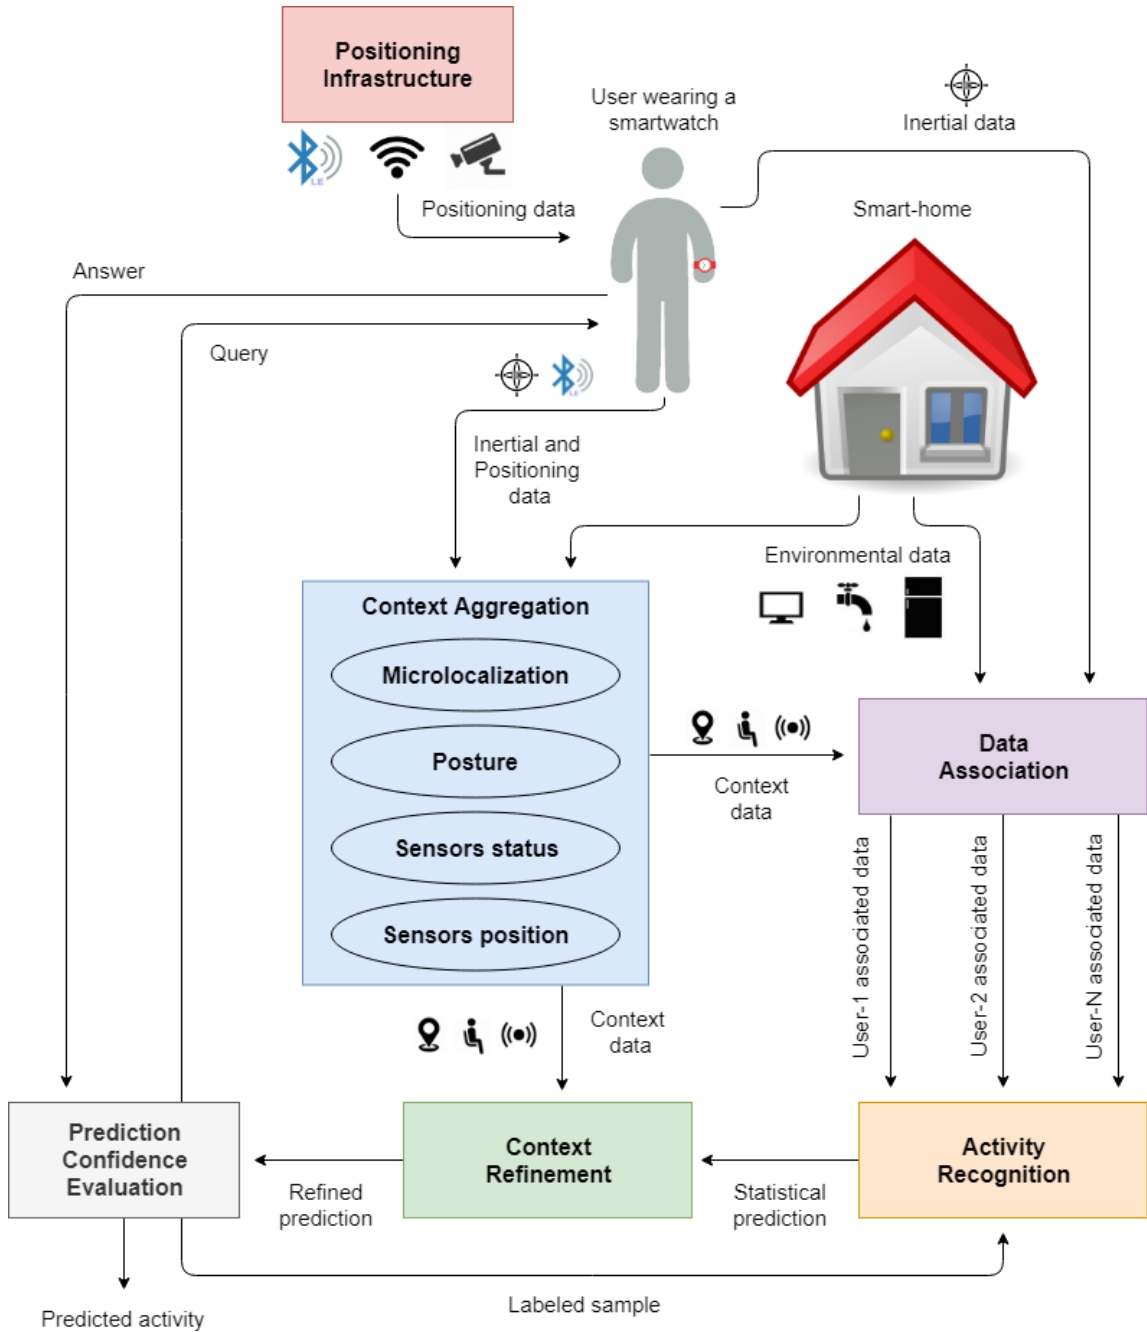 Positioning
Infrastructure
User wearing a
smartwatch
Inertial data
LE
Positioning data
Smart-home
Answer
Query
LE
Inertial and
Positioning
data
Environmental data
Context Aggregation
Microlocalization
Posture
Sensors status
Sensors position
Context
data
Data
Association
User-1 associated data
User-2 associated data
User-N associated data
Context
data
Prediction
Confidence
Evaluation
Refined
prediction
Context
Refinement
Statistical
prediction
Activity
Recognition
Labeled sample
Predicted activity